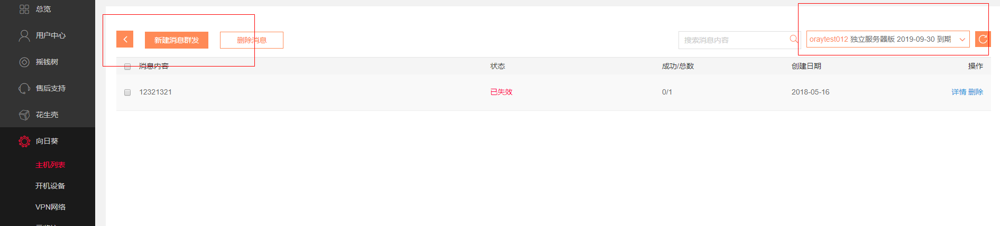 总览
用户中心
摇钱树
售后支持
花生壳
向日葵
主机列表
开机设备
VPN网络
新建消息群发 删除消息 搜索消息内容 oraytest012 独立服务器版 2019-09-30 到期
消息内容 状态 成功/总数 创建日期 操作
12321321 已失效 0/1 2018-05-16 详情 删除